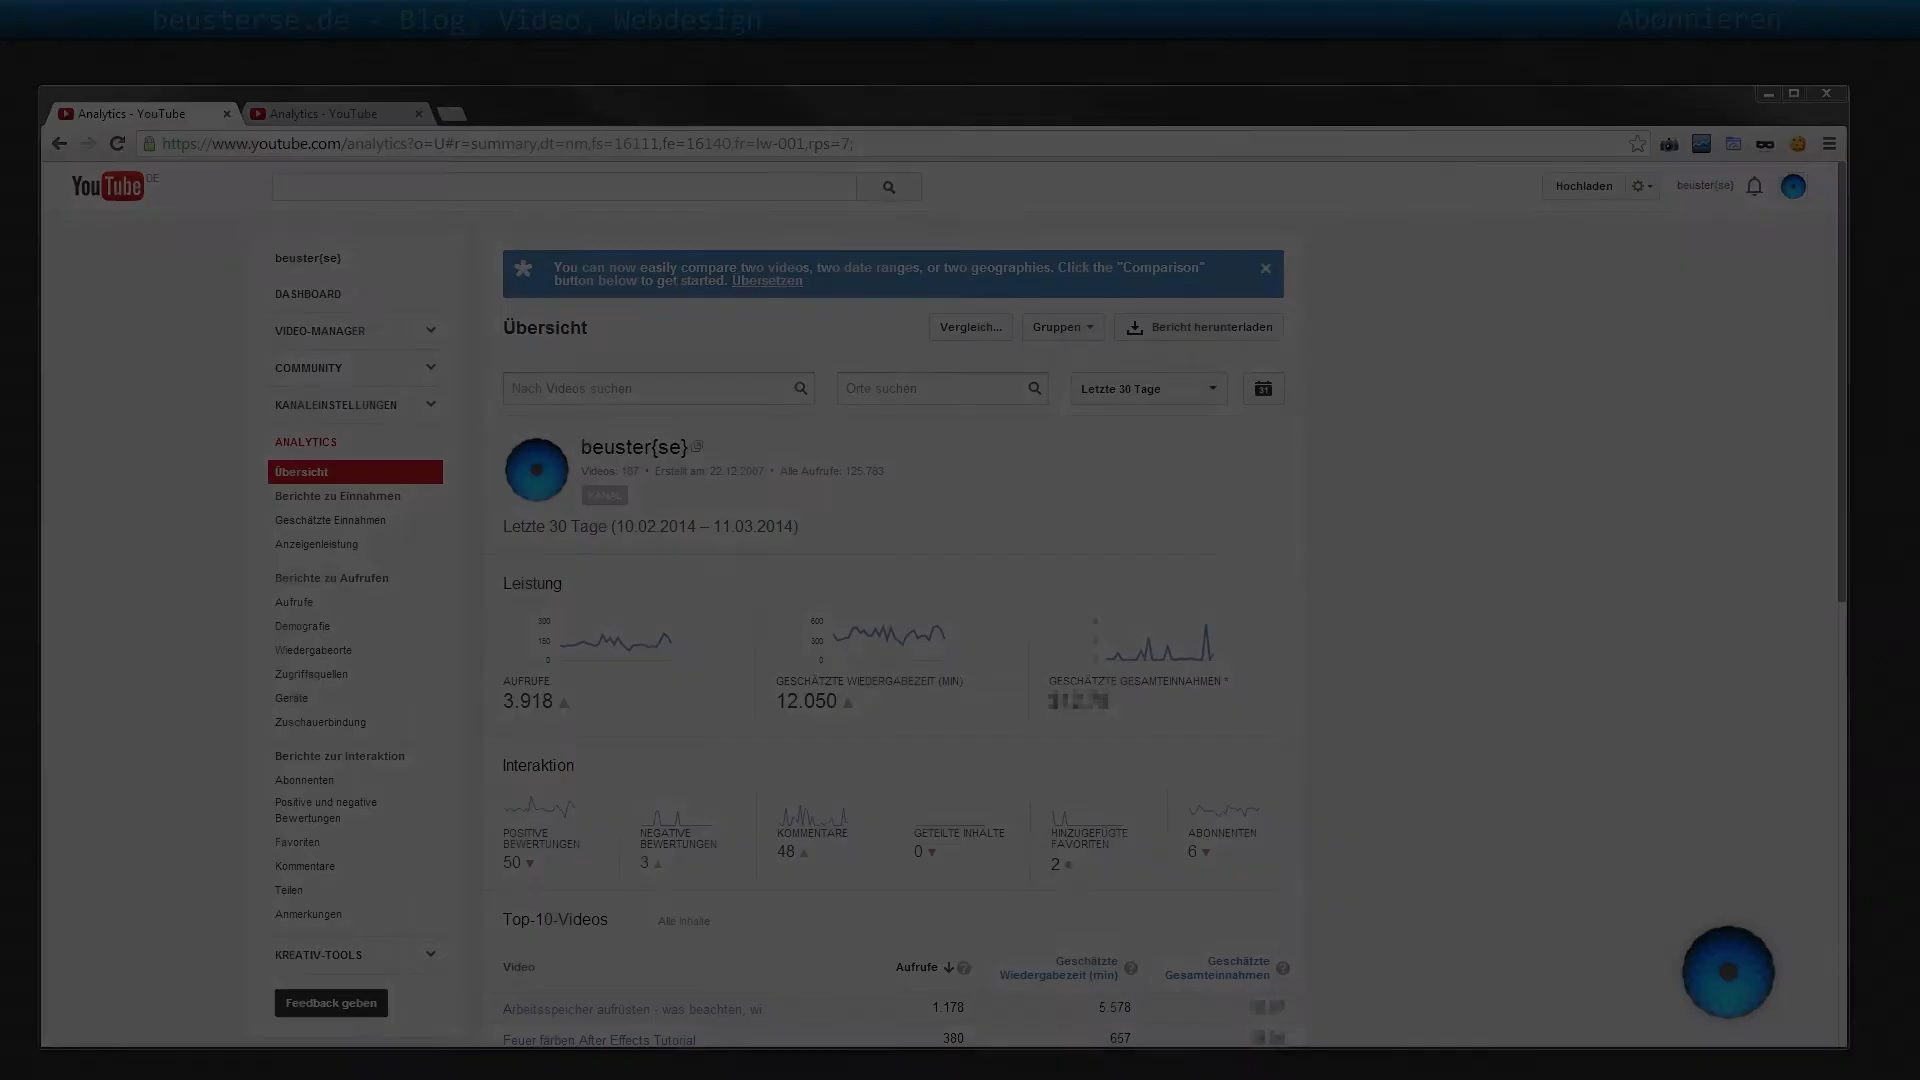 beusterse.de - Blog, Video, Webdesign
Abonnieren
Analytics - YouTube
Analytics - YouTube
https://www.youtube.com/analytics?o=U#r=summary,dt=nm,fs=16111,fe=16140,fr=lw-001,rps=7;
YouTube DE
Hochladen
beuster{se}
beuster{se}
DASHBOARD
VIDEO-MANAGER
COMMUNITY
KANALEINSTELLUNGEN
ANALYTICS
Übersicht
Berichte zu Einnahmen
Geschätzte Einnahmen
Anzeigenleistung
Berichte zu Aufrufen
Aufrufe
Demografie
Wiedergabeorte
Zugriffsquellen
Geräte
Zuschauerbindung
Berichte zur Interaktion
Abonnenten
Positive und negative
Bewertungen
Favoriten
Kommentare
Teilen
Anmerkungen
KREATIV-TOOLS
Feedback geben
You can now easily compare two videos, two date ranges, or two geographies. Click the "Comparison"
button below to get started. Übersetzen
Übersicht
Vergleich...
Gruppen
Bericht herunterladen
Nach Videos suchen
Orte suchen
Letzte 30 Tage
31
beuster{se}
Videos: 167 • Erstellt am: 22.12.2007 • Alle Aufrufe: 125.783
KANAL
Letzte 30 Tage (10.02.2014 – 11.03.2014)
Leistung
300
150
0
AUFRUFE
3.918
600
300
0
GESCHÄTZTE WIEDERGABEZEIT (MIN)
12.050
GESCHÄTZTE GESAMTEINNAHMEN *
Interaktion
POSITIVE
BEWERTUNGEN
50
NEGATIVE
BEWERTUNGEN
3
KOMMENTARE
48
GETEILTE INHALTE
0
HINZUGEFÜGTE
FAVORITEN
2
ABONNENTEN
6
Top-10-Videos
Alle Inhalte
Video
Aufrufe
Geschätzte
Wiedergabezeit (min)
Geschätzte
Gesamteinnahmen
Arbeitsspeicher aufrüsten - was beachten, wi...
1.178
5.578
Feuer färben After Effects Tutorial
380
657